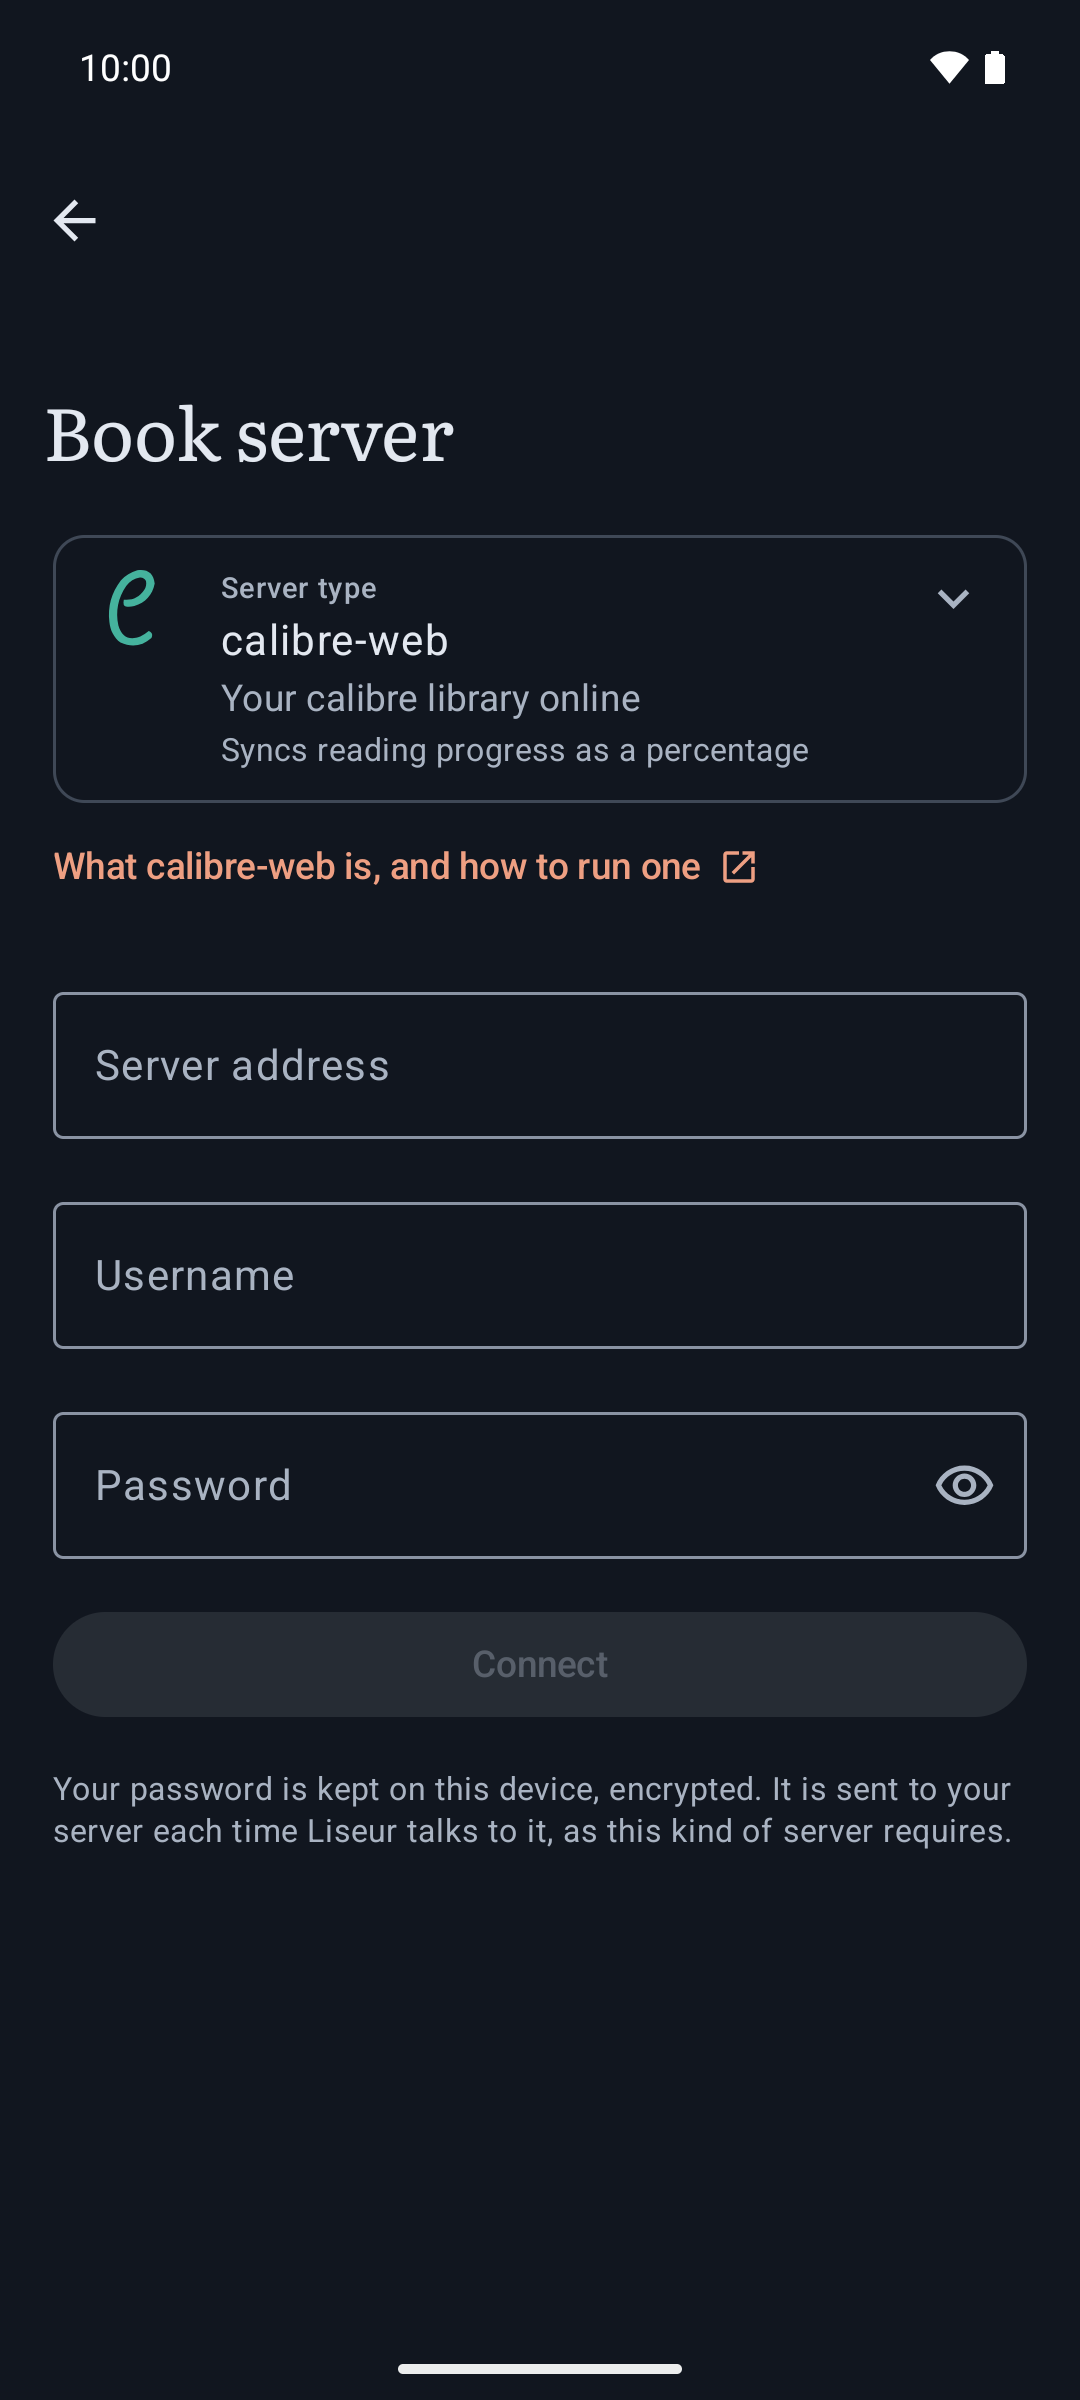 10:00
Book server
Server type
calibre-web
Your calibre library online
Syncs reading progress as a percentage
What calibre-web is, and how to run one
Server address
Username
Password
Connect
Your password is kept on this device, encrypted. It is sent to your
server each time Liseur talks to it, as this kind of server requires.